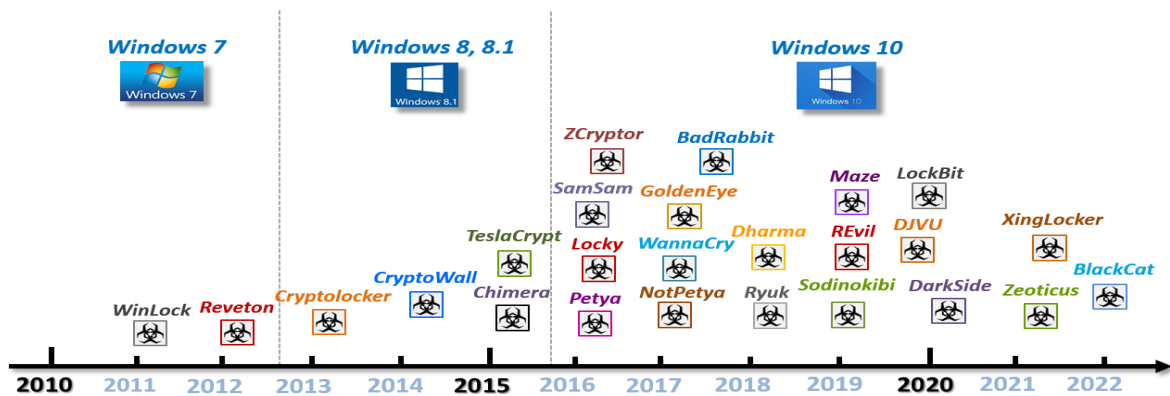 Windows 7
Windows 8, 8.1
Windows 10
Windows 7
Windows 8.1
Windows 10
ZCryptor
BadRabbit
Maze
LockBit
SamSam
GoldenEye
XingLocker
TeslaCrypt
Locky
WannaCry
Dharma
REvil
DJVU
BlackCat
CryptoWall
Chimera
Petya
NotPetya
Ryuk
Sodinokibi
DarkSide
Zeoticus
WinLock
Reveton
Cryptolocker
2010 2011 2012 2013 2014 2015 2016 2017 2018 2019 2020 2021 2022